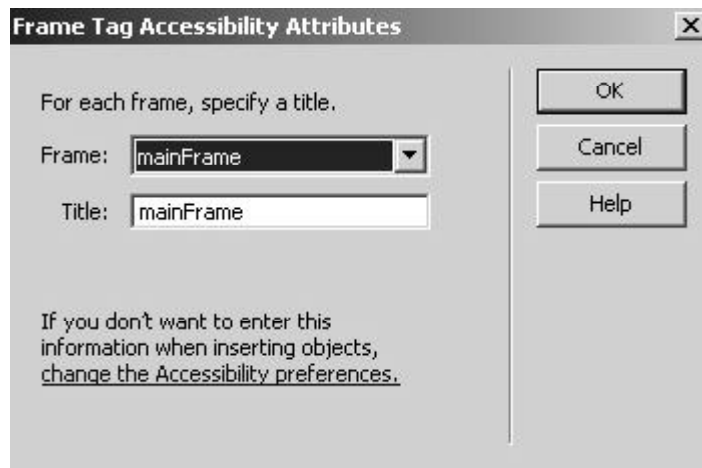 Frame Tag Accessibility Attributes
For each frame, specify a title.
Frame: mainFrame
Title: mainFrame
If you don't want to enter this
information when inserting objects,
change the Accessibility preferences.
OK
Cancel
Help